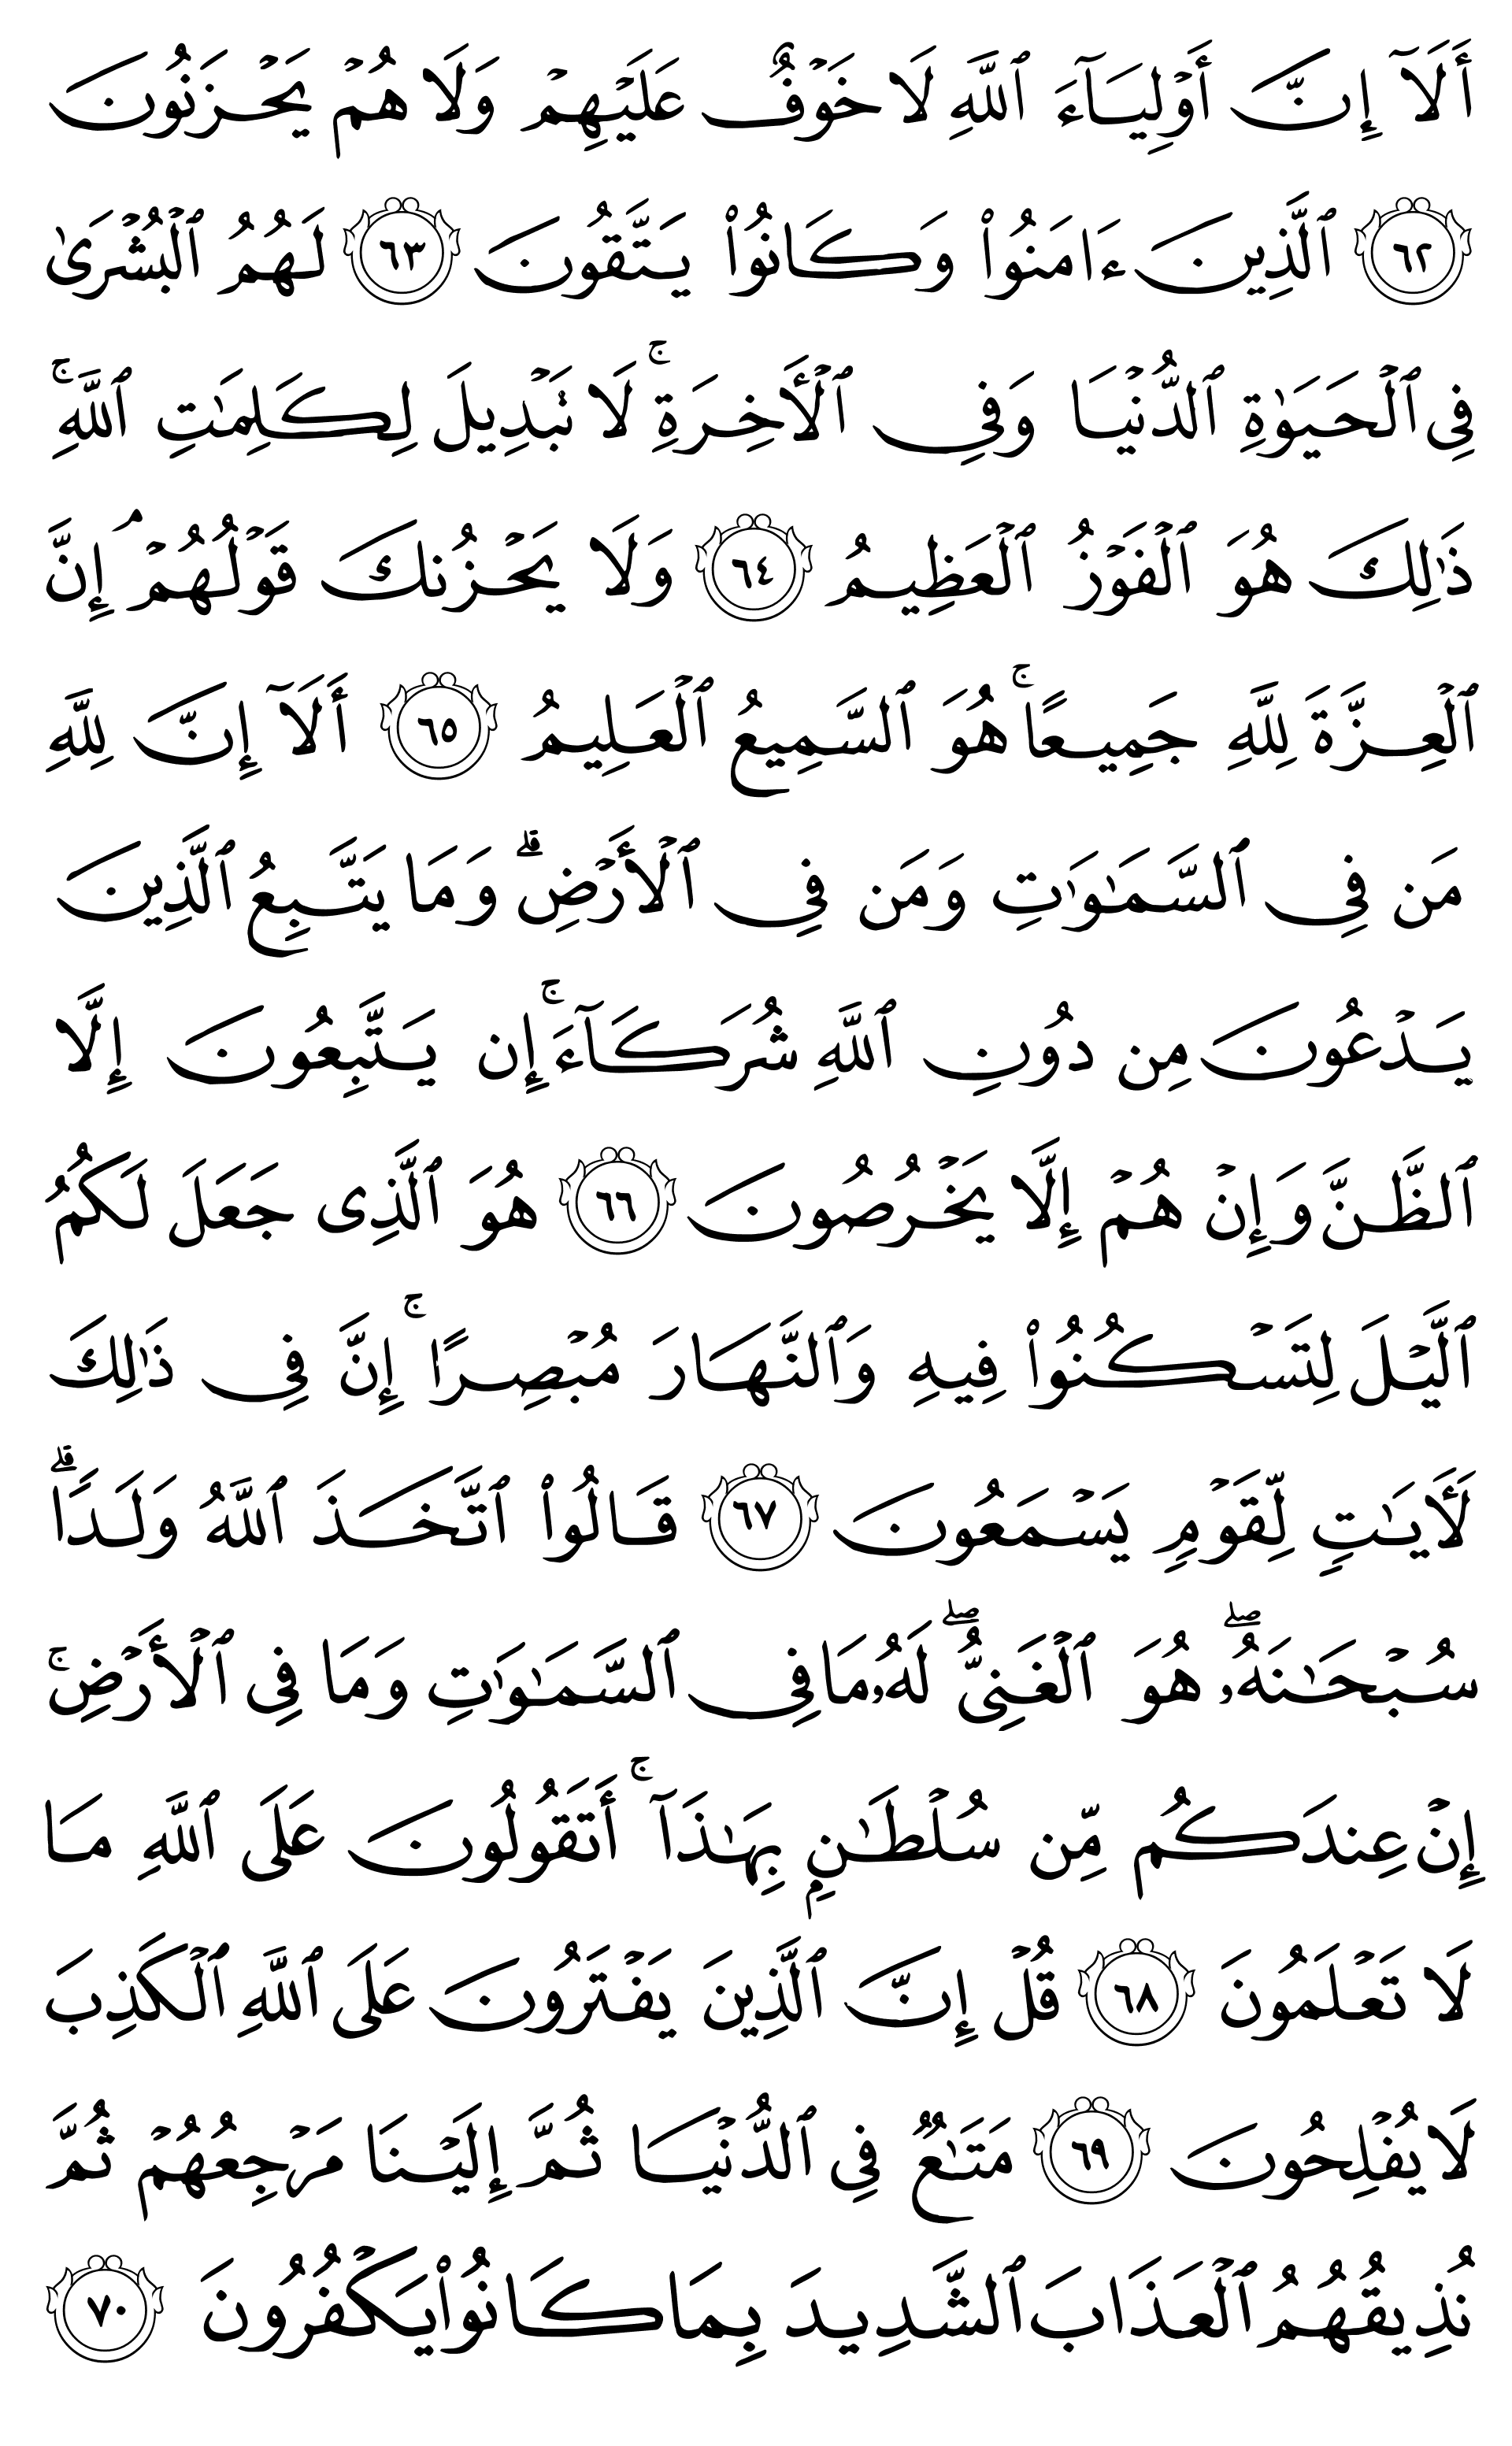 أَلَآ إِنَّ أَوۡلِيَآءَ ٱللَّهِ لَا خَوۡفٌ عَلَيۡهِمۡ وَلَا هُمۡ يَحۡزَنُونَ
٦٢ ٱلَّذِينَ ءَامَنُواْ وَكَانُواْ يَتَّقُونَ ٦٣ لَهُمُ ٱلۡبُشۡرَىٰ
فِي ٱلۡحَيَوٰةِ ٱلدُّنۡيَا وَفِي ٱلۡأٓخِرَةِۚ لَا تَبۡدِيلَ لِكَلِمَٰتِ ٱللَّهِۚ
ذَٰلِكَ هُوَ ٱلۡفَوۡزُ ٱلۡعَظِيمُ ٦٤ وَلَا يَحۡزُنكَ قَوۡلُهُمۡۘ إِنَّ
ٱلۡعِزَّةَ لِلَّهِ جَمِيعًاۚ هُوَ ٱلسَّمِيعُ ٱلۡعَلِيمُ ٦٥ أَلَآ إِنَّ لِلَّهِ
مَن فِي ٱلسَّمَٰوَٰتِ وَمَن فِي ٱلۡأَرۡضِۗ وَمَا يَتَّبِعُ ٱلَّذِينَ
يَدۡعُونَ مِن دُونِ ٱللَّهِ شُرَكَآءَۚ إِن يَتَّبِعُونَ إِلَّا
ٱلظَّنَّ وَإِنۡ هُمۡ إِلَّا يَخۡرُصُونَ ٦٦ هُوَ ٱلَّذِي جَعَلَ لَكُمُ
ٱلَّيۡلَ لِتَسۡكُنُواْ فِيهِ وَٱلنَّهَارَ مُبۡصِرًاۚ إِنَّ فِي ذَٰلِكَ
لَأٓيَٰتٖ لِّقَوۡمٖ يَسۡمَعُونَ ٦٧ قَالُواْ ٱتَّخَذَ ٱللَّهُ وَلَدٗاۗ
سُبۡحَٰنَهُۥۖ هُوَ ٱلۡغَنِيُّۖ لَهُۥ مَا فِي ٱلسَّمَٰوَٰتِ وَمَا فِي ٱلۡأَرۡضِۚ
إِنۡ عِندَكُم مِّن سُلۡطَٰنِۭ بِهَٰذَآۚ أَتَقُولُونَ عَلَى ٱللَّهِ مَا
لَا تَعۡلَمُونَ ٦٨ قُلۡ إِنَّ ٱلَّذِينَ يَفۡتَرُونَ عَلَى ٱللَّهِ ٱلۡكَذِبَ
لَا يُفۡلِحُونَ ٦٩ مَتَٰعٞ فِي ٱلدُّنۡيَا ثُمَّ إِلَيۡنَا مَرۡجِعُهُمۡ ثُمَّ
نُذِيقُهُمُ ٱلۡعَذَابَ ٱلشَّدِيدَ بِمَا كَانُواْ يَكۡفُرُونَ ٧٠